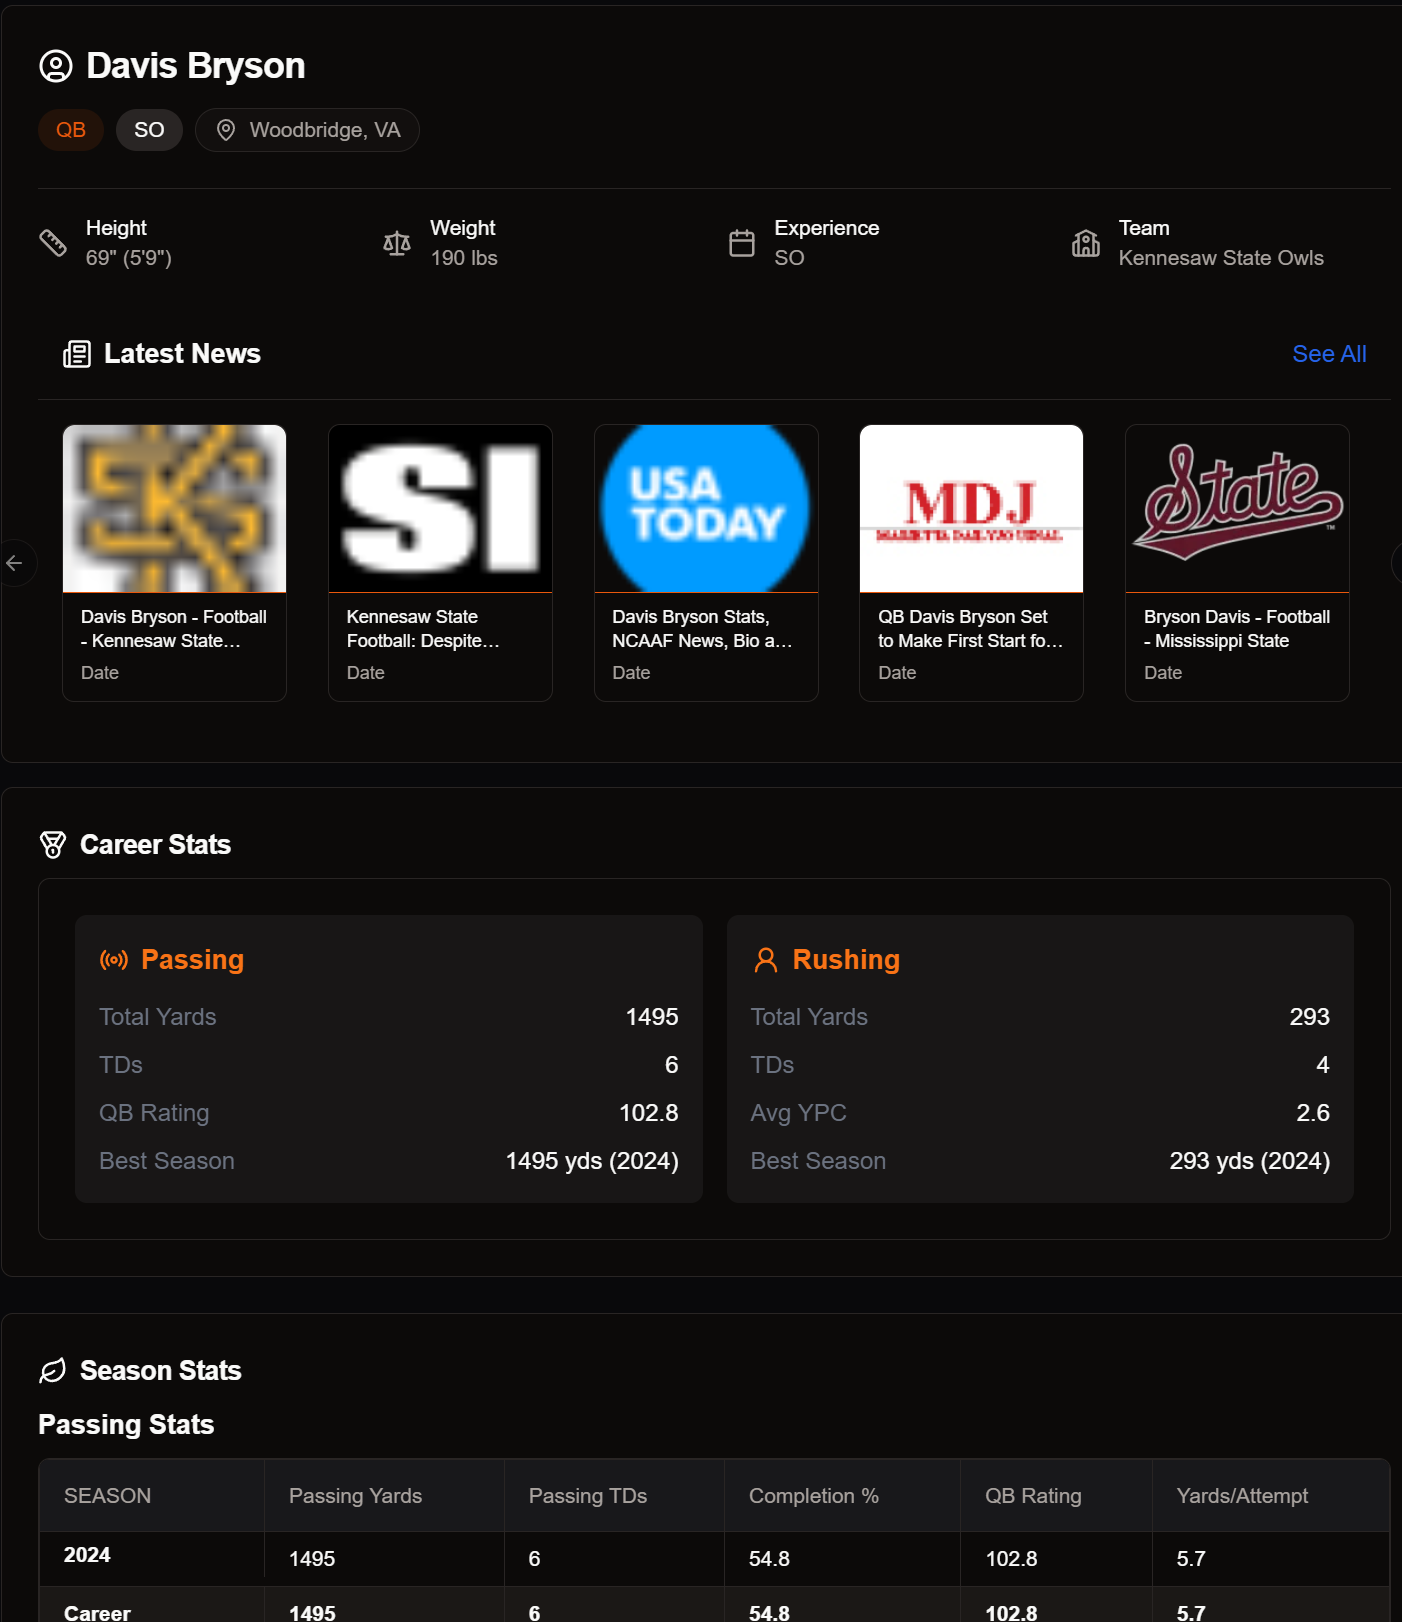 Davis Bryson
QB SO Woodbridge, VA
Height
69" (5'9")
Weight
190 lbs
Experience
SO
Team
Kennesaw State Owls
Latest News
See All
SI
USA
TODAY
MDJ
MARIETTA DAILY JOURNAL
State
TM
Davis Bryson - Football
- Kennesaw State…
Date
Kennesaw State
Football: Despite…
Date
Davis Bryson Stats,
NCAAF News, Bio a…
Date
QB Davis Bryson Set
to Make First Start fo…
Date
Bryson Davis - Football
- Mississippi State
Date
Career Stats
Passing
Total Yards 1495
TDs 6
QB Rating 102.8
Best Season 1495 yds (2024)
Rushing
Total Yards 293
TDs 4
Avg YPC 2.6
Best Season 293 yds (2024)
Season Stats
Passing Stats
SEASON Passing Yards Passing TDs Completion % QB Rating Yards/Attempt
2024 1495 6 54.8 102.8 5.7
Career 1495 6 54.8 102.8 5.7